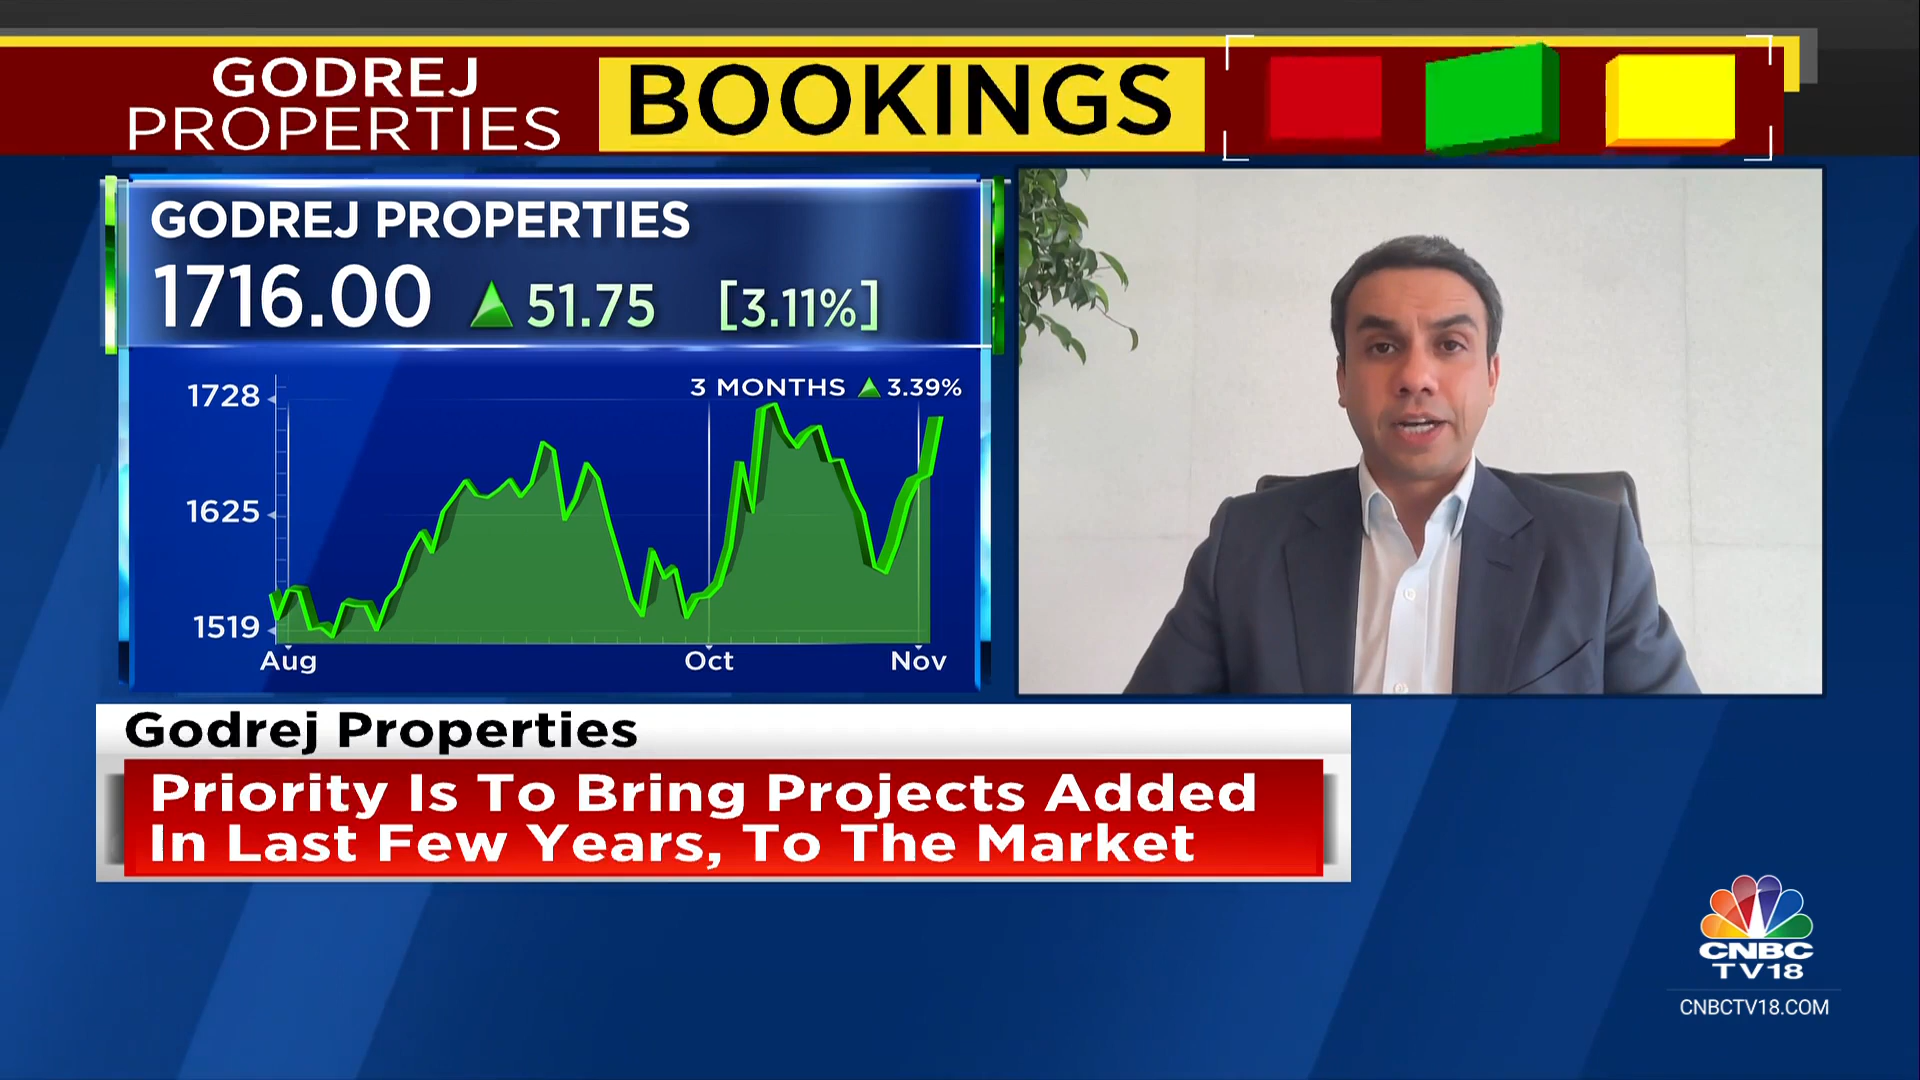 GODREJ
PROPERTIES
BOOKINGS
GODREJ PROPERTIES
1716.00 ▲ 51.75 [3.11%]
3 MONTHS ▲ 3.39%
1728
1625
1519
Aug Oct Nov
Godrej Properties
Priority Is To Bring Projects Added
In Last Few Years, To The Market
CNBC
TV18
CNBCTV18.COM